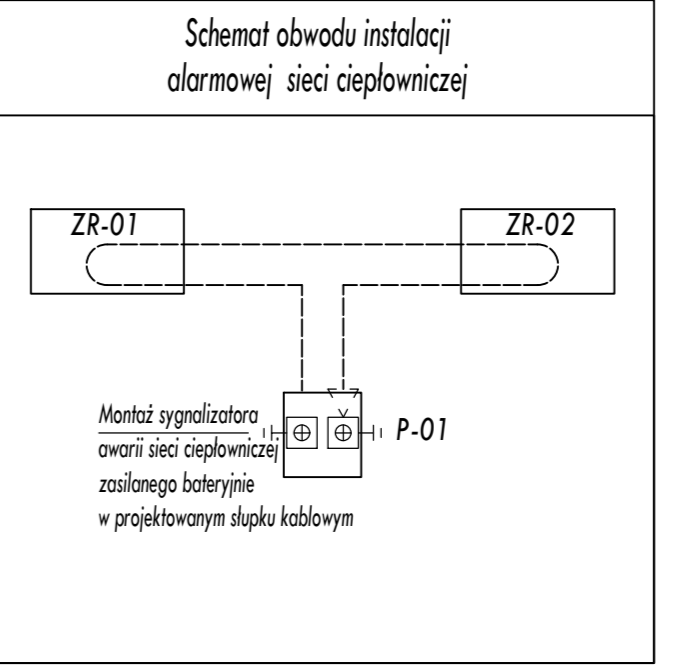 Schemat obwodu instalacji
alarmowej sieci ciepłowniczej
ZR-01
ZR-02
Montaż sygnalizatora
awarii sieci ciepłowniczej
zasilanego bateryjnie
w projektowanym słupku kablowym
P-01